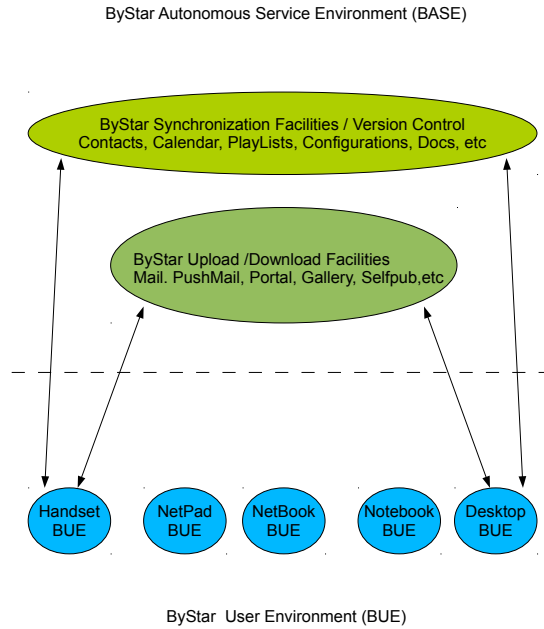 ByStar Autonomous Service Environment (BASE)
ByStar Synchronization Facilities / Version Control
Contacts, Calendar, PlayLists, Configurations, Docs, etc
ByStar Upload /Download Facilities
Mail. PushMail, Portal, Gallery, Selfpub,etc
Handset
BUE
NetPad
BUE
NetBook
BUE
Notebook
BUE
Desktop
BUE
ByStar  User Environment (BUE)